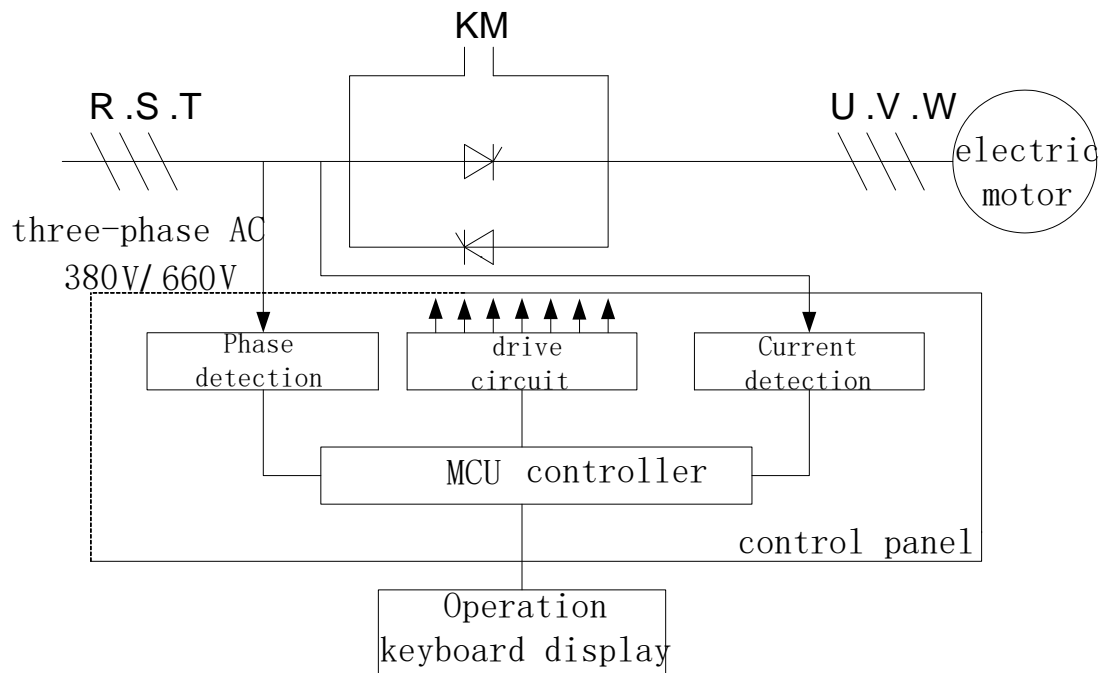 KM
R .S .T
U .V .W
electric
motor
three-phase AC
380V/ 660V
Phase
detection
drive
circuit
Current
detection
MCU controller
control panel
Operation
keyboard display